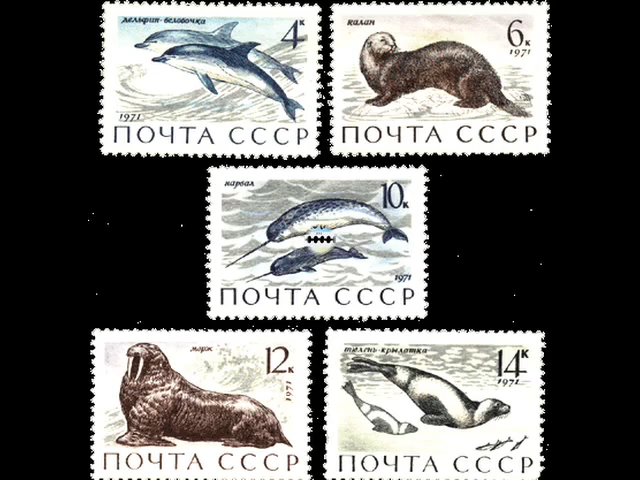 дельфин-беловочка
4к
1971
ПОЧТА СССР
калан
6к
1971
ПОЧТА СССР
нарвал
10к
1971
ПОЧТА СССР
морж
12к
1971
ПОЧТА СССР
тюлень-крылатка
14к
1971
ПОЧТА СССР